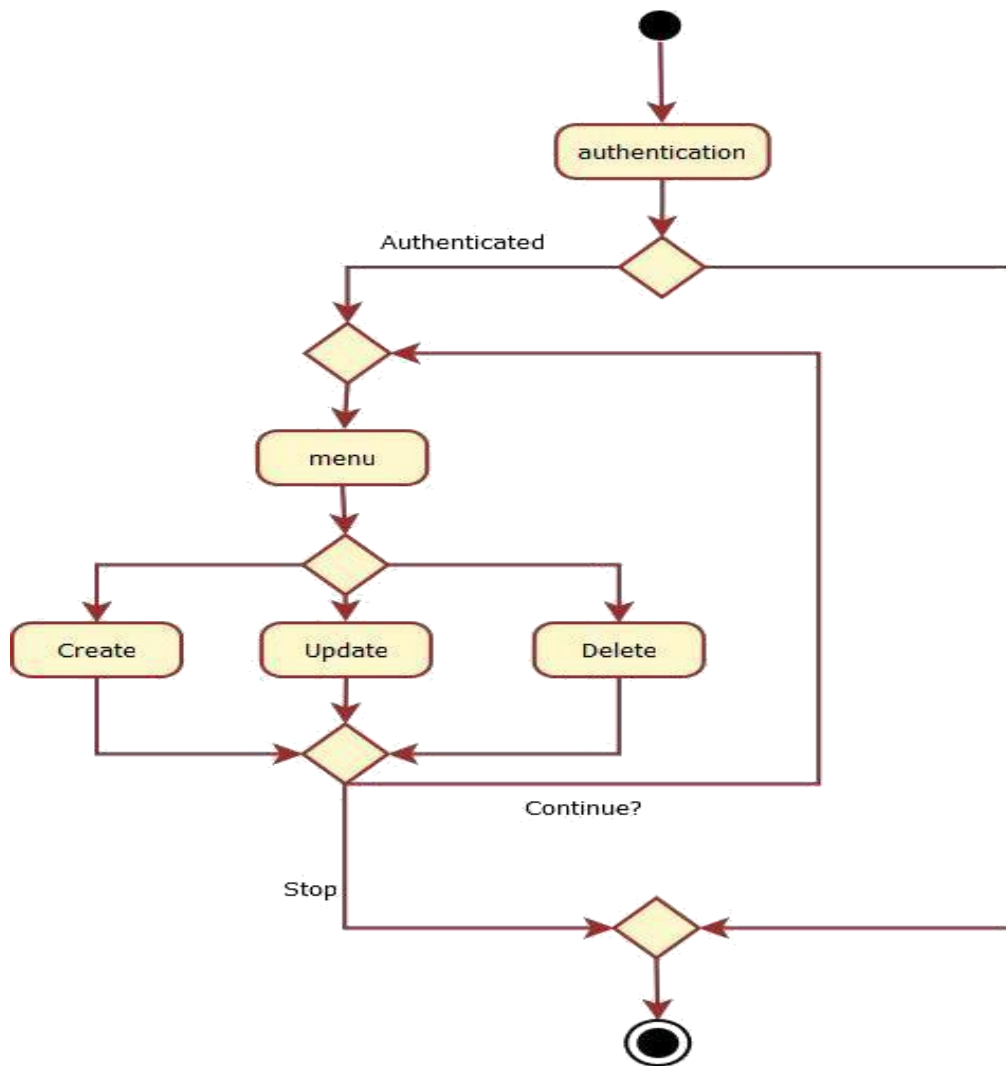 authentication
Authenticated
menu
Create
Update
Delete
Continue?
Stop